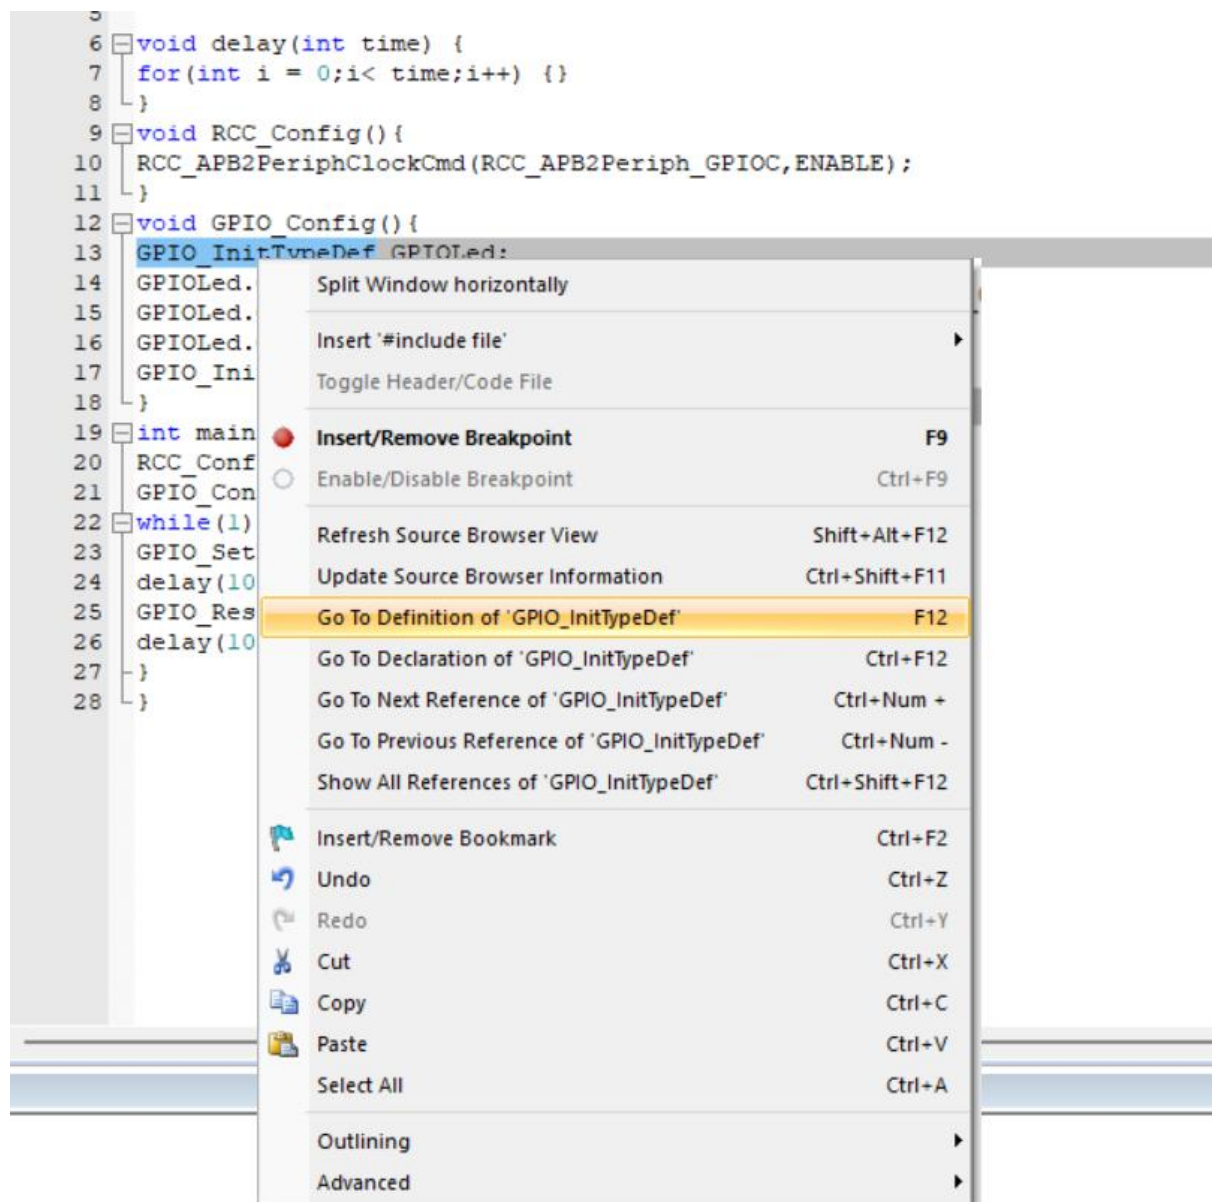 5
6 void delay(int time) {
7 for(int i = 0;i< time;i++) {}
8 }
9 void RCC_Config(){
10 RCC_APB2PeriphClockCmd(RCC_APB2Periph_GPIOC,ENABLE);
11 }
12 void GPIO_Config(){
13 GPIO_InitTypeDef GPIOLed;
14 GPIOLed.
15 GPIOLed.
16 GPIOLed.
17 GPIO_Ini
18 }
19 int main
20 RCC_Conf
21 GPIO_Con
22 while(1)
23 GPIO_Set
24 delay(10
25 GPIO_Res
26 delay(10
27 }
28 }
Split Window horizontally
Insert '#include file'
Toggle Header/Code File
Insert/Remove Breakpoint F9
Enable/Disable Breakpoint Ctrl+F9
Refresh Source Browser View Shift+Alt+F12
Update Source Browser Information Ctrl+Shift+F11
Go To Definition of 'GPIO_InitTypeDef' F12
Go To Declaration of 'GPIO_InitTypeDef' Ctrl+F12
Go To Next Reference of 'GPIO_InitTypeDef' Ctrl+Num +
Go To Previous Reference of 'GPIO_InitTypeDef' Ctrl+Num -
Show All References of 'GPIO_InitTypeDef' Ctrl+Shift+F12
Insert/Remove Bookmark Ctrl+F2
Undo Ctrl+Z
Redo Ctrl+Y
Cut Ctrl+X
Copy Ctrl+C
Paste Ctrl+V
Select All Ctrl+A
Outlining
Advanced